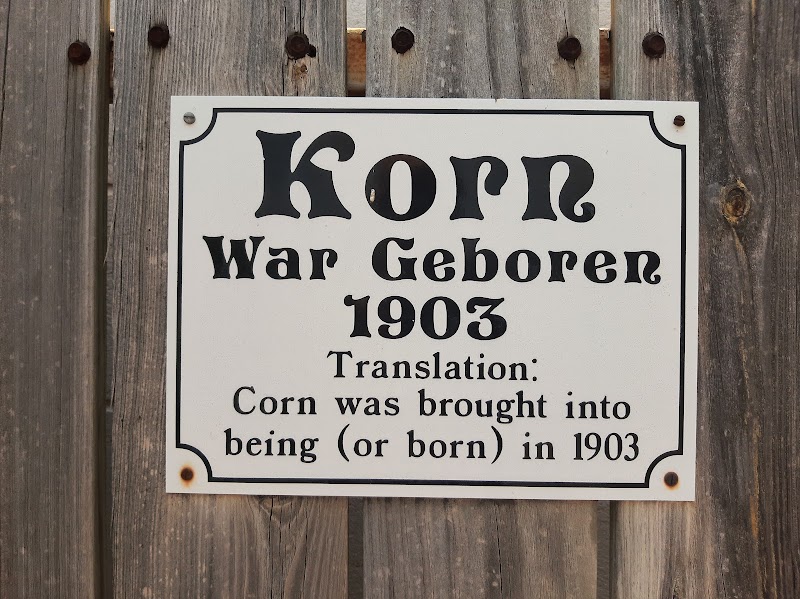 Korn
War Geboren
1903
Translation:
Corn was brought into
being (or born) in 1903